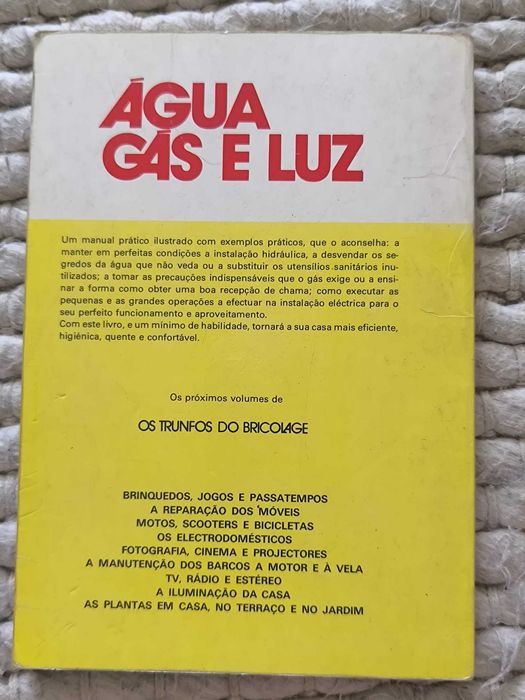 ÁGUA
GÁS E LUZ
Um manual prático ilustrado com exemplos práticos, que o aconselha: a
manter em perfeitas condições a instalação hidráulica, a desvendar os se-
gredos da água que não veda ou a substituir os utensílios sanitários inu-
tilizados; a tomar as precauções indispensáveis que o gás exige ou a ensi-
nar a forma como obter uma boa recepção de chama; como executar as
pequenas e as grandes operações a efectuar na instalação eléctrica para o
seu perfeito funcionamento e aproveitamento.
Com este livro, e um mínimo de habilidade, tornará a sua casa mais eficiente,
higiénica, quente e confortável.
Os próximos volumes de
OS TRUNFOS DO BRICOLAGE
BRINQUEDOS, JOGOS E PASSATEMPOS
A REPARAÇÃO DOS MÓVEIS
MOTOS, SCOOTERS E BICICLETAS
OS ELECTRODOMÉSTICOS
FOTOGRAFIA, CINEMA E PROJECTORES
A MANUTENÇÃO DOS BARCOS A MOTOR E À VELA
TV, RÁDIO E ESTÉREO
A ILUMINAÇÃO DA CASA
AS PLANTAS EM CASA, NO TERRAÇO E NO JARDIM